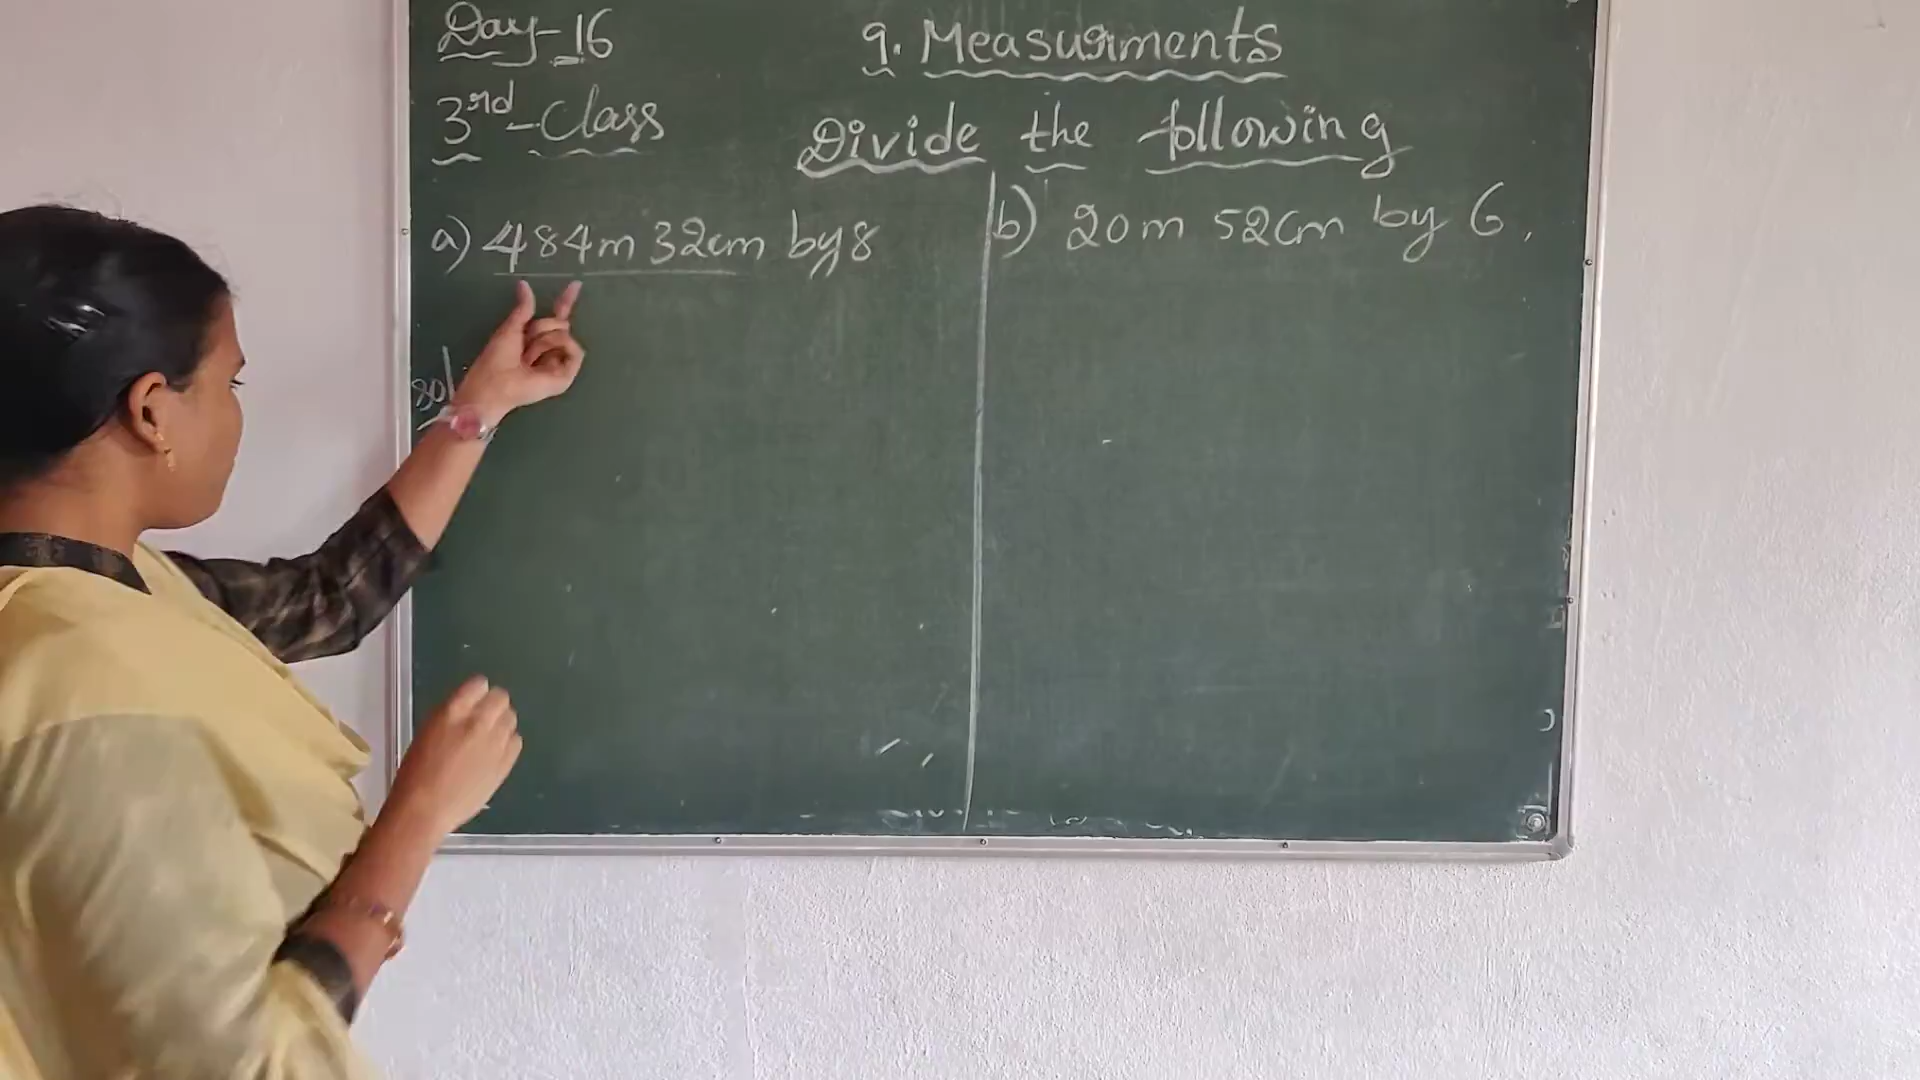 Day-16
9. Measurments
3rd-Class
Divide the following
a) 484m 32cm by 8
b) 20m 52cm by 6.